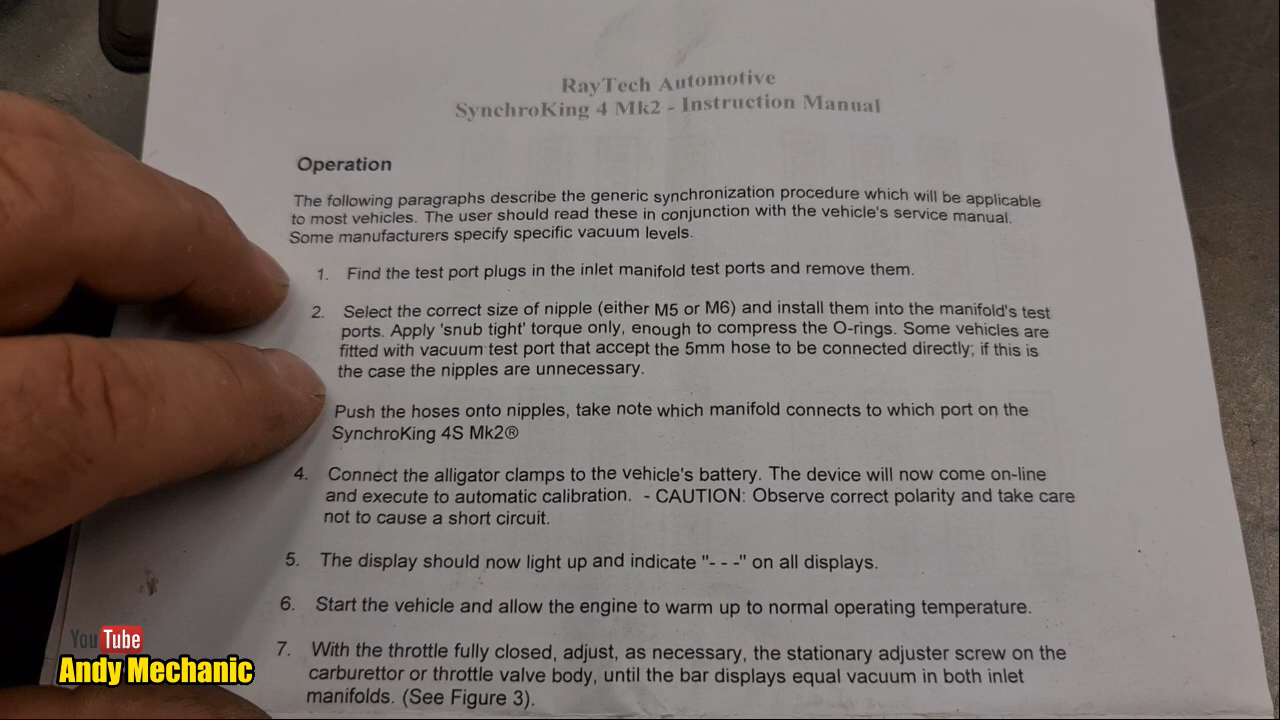 RayTech Automotive
SynchroKing 4 Mk2 - Instruction Manual
Operation
The following paragraphs describe the generic synchronization procedure which will be applicable
to most vehicles. The user should read these in conjunction with the vehicle's service manual.
Some manufacturers specify specific vacuum levels.
1. Find the test port plugs in the inlet manifold test ports and remove them.
2. Select the correct size of nipple (either M5 or M6) and install them into the manifold's test
ports. Apply 'snub tight' torque only, enough to compress the O-rings. Some vehicles are
fitted with vacuum test port that accept the 5mm hose to be connected directly; if this is
the case the nipples are unnecessary.
Push the hoses onto nipples, take note which manifold connects to which port on the
SynchroKing 4S Mk2®
4. Connect the alligator clamps to the vehicle's battery. The device will now come on-line
and execute to automatic calibration. - CAUTION: Observe correct polarity and take care
not to cause a short circuit.
5. The display should now light up and indicate "- - -" on all displays.
6. Start the vehicle and allow the engine to warm up to normal operating temperature.
7. With the throttle fully closed, adjust, as necessary, the stationary adjuster screw on the
carburettor or throttle valve body, until the bar displays equal vacuum in both inlet
manifolds. (See Figure 3).
YouTube
Andy Mechanic